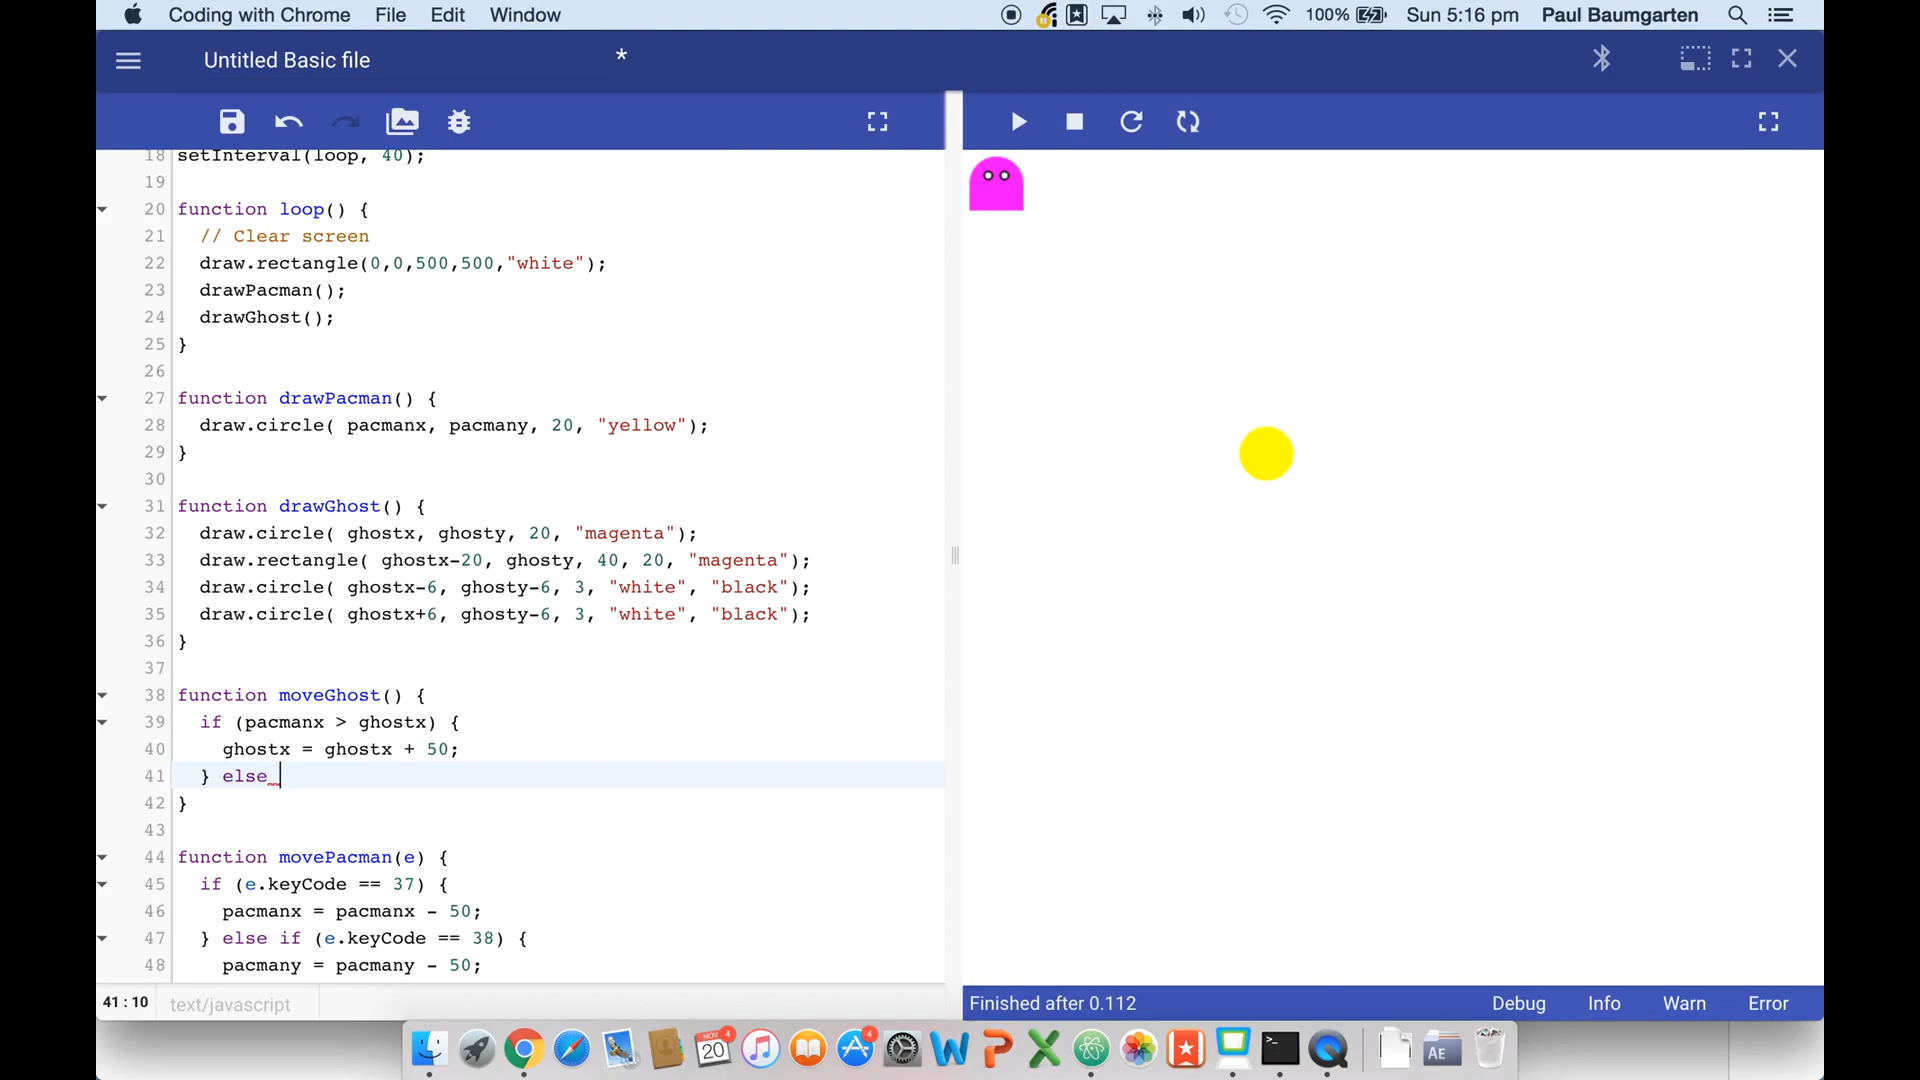 Coding with Chrome File Edit Window 100% Sun 5:16 pm Paul Baumgarten
Untitled Basic file *
18 setInterval(loop, 40);
19
20 function loop() {
21 // Clear screen
22 draw.rectangle(0,0,500,500,"white");
23 drawPacman();
24 drawGhost();
25 }
26
27 function drawPacman() {
28 draw.circle( pacmanx, pacmany, 20, "yellow");
29 }
30
31 function drawGhost() {
32 draw.circle( ghostx, ghosty, 20, "magenta");
33 draw.rectangle( ghostx-20, ghosty, 40, 20, "magenta");
34 draw.circle( ghostx-6, ghosty-6, 3, "white", "black");
35 draw.circle( ghostx+6, ghosty-6, 3, "white", "black");
36 }
37
38 function moveGhost() {
39 if (pacmanx > ghostx) {
40 ghostx = ghostx + 50;
41 } else
42 }
43
44 function movePacman(e) {
45 if (e.keyCode == 37) {
46 pacmanx = pacmanx - 50;
47 } else if (e.keyCode == 38) {
48 pacmany = pacmany - 50;
41 : 10 text/javascript
Finished after 0.112 Debug Info Warn Error
NOV 20 4 4 AE